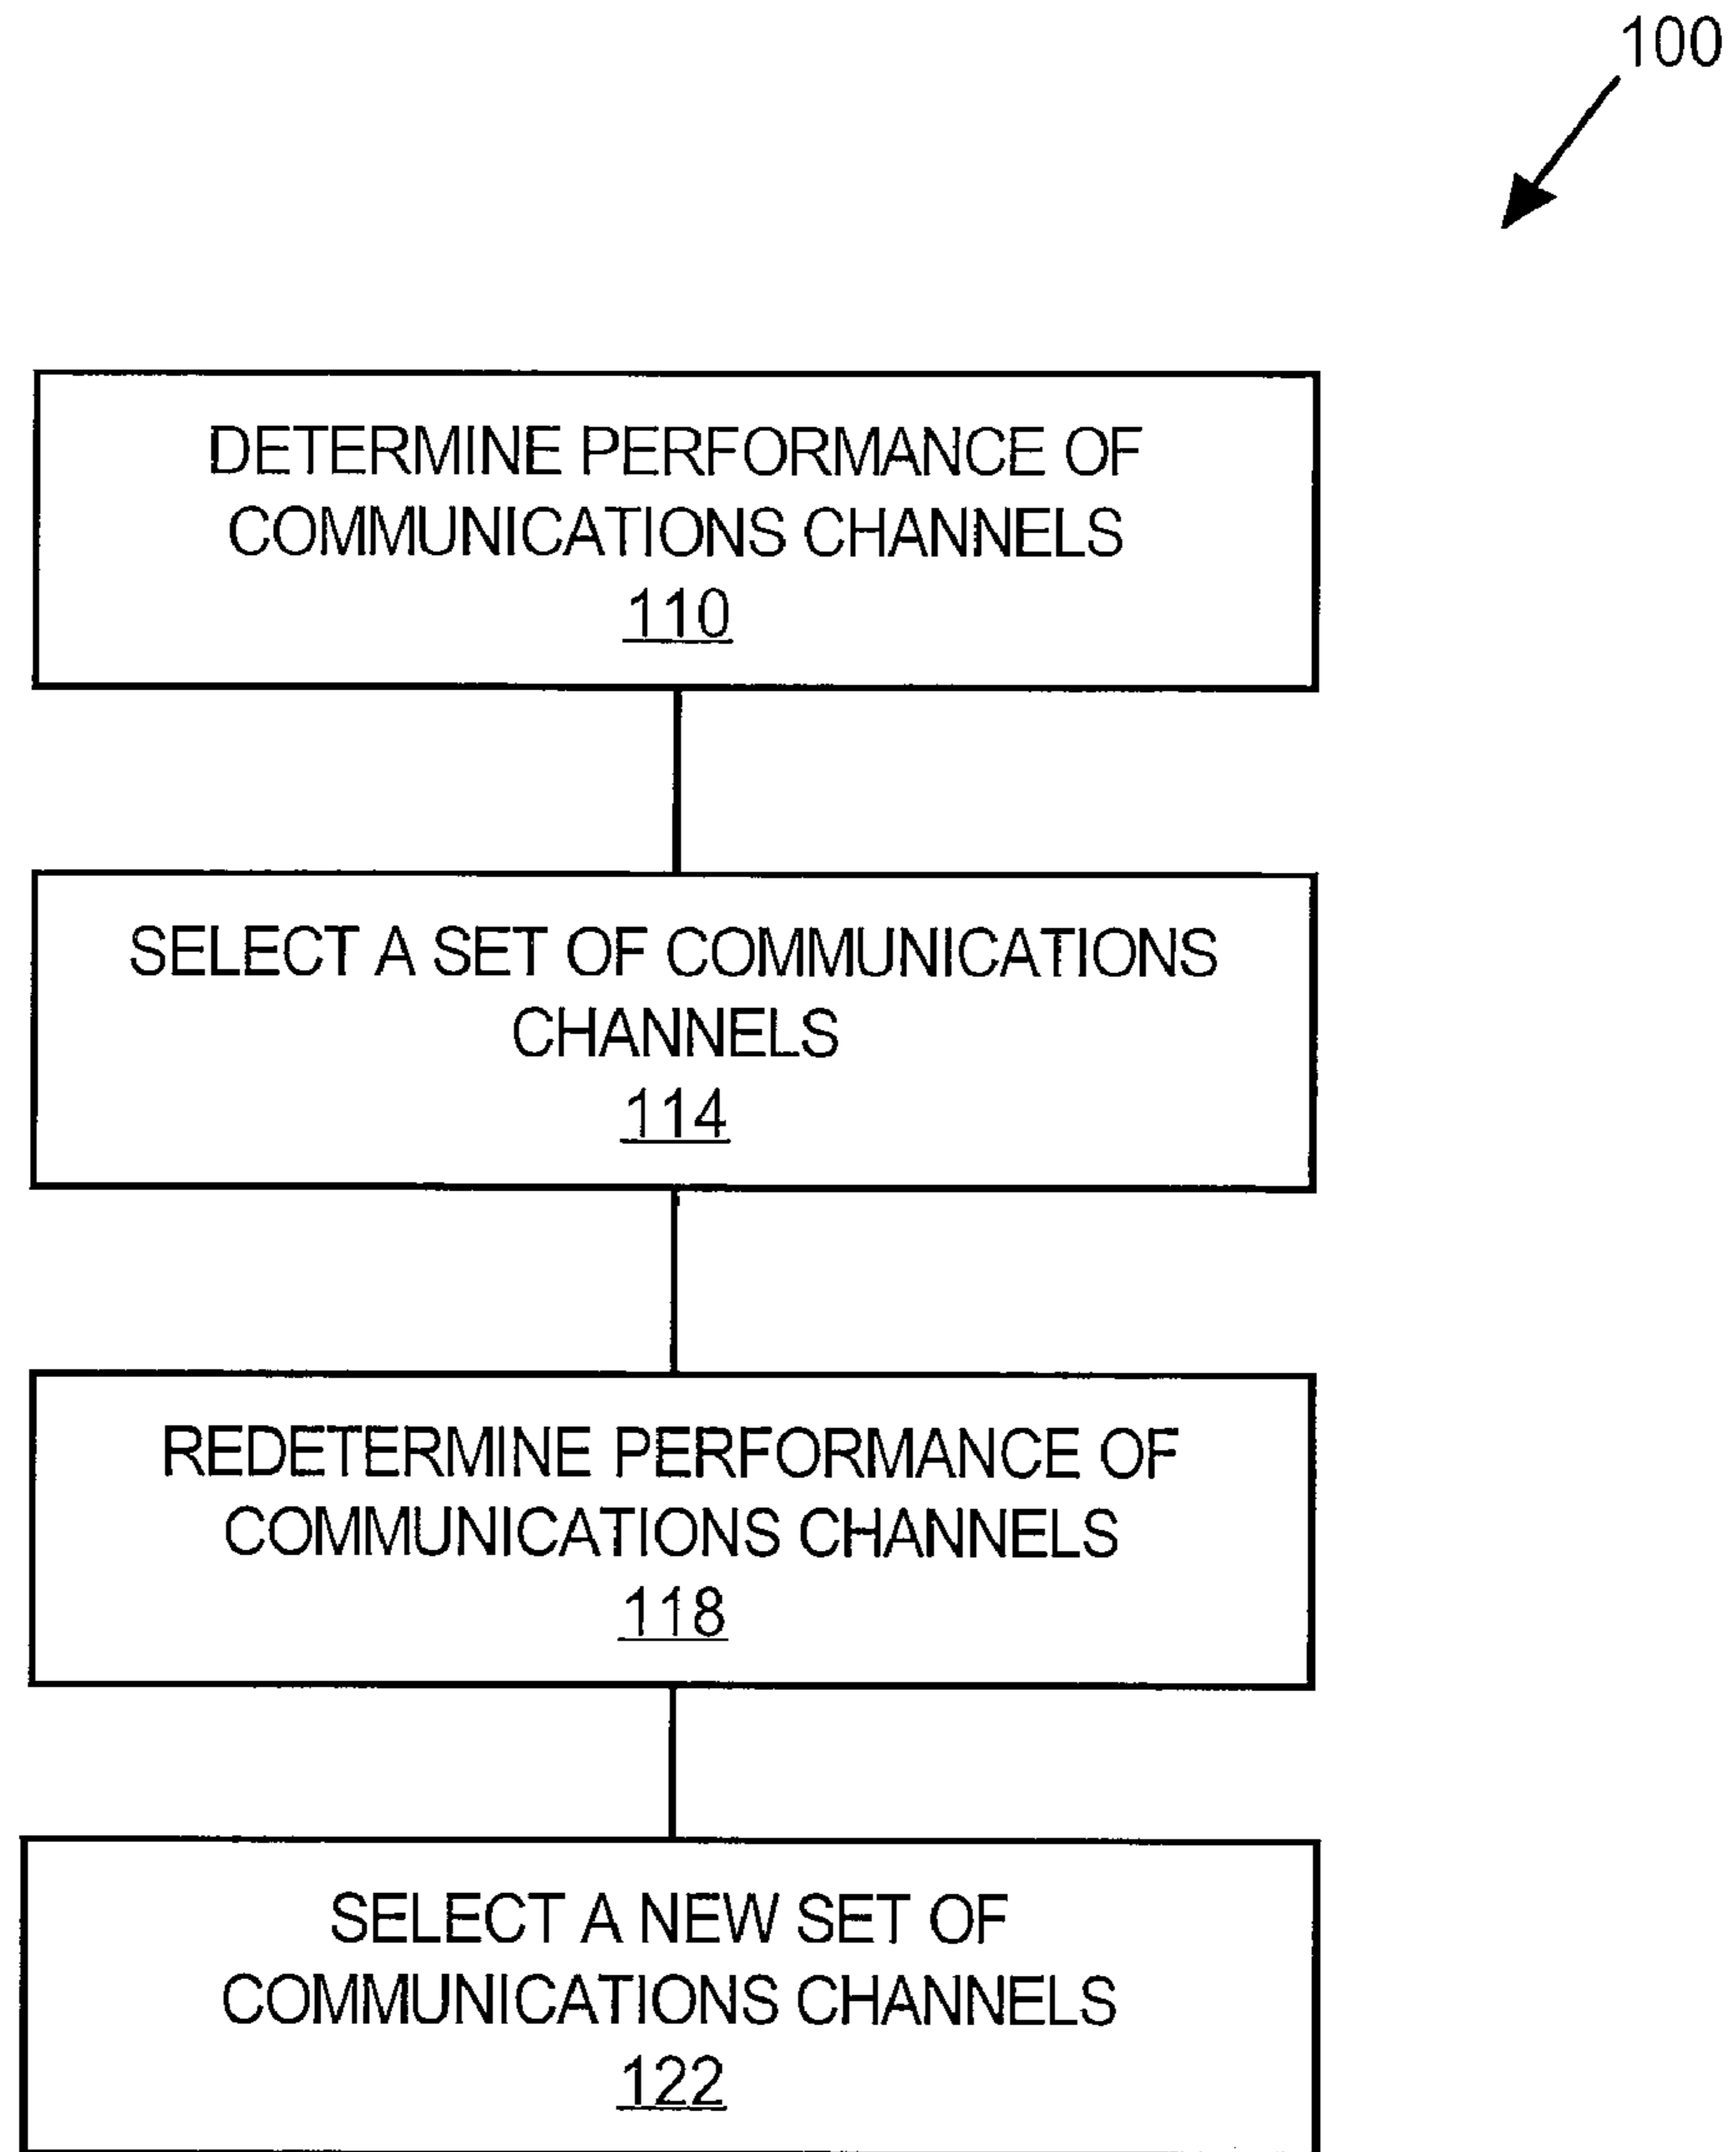 100
DETERMINE PERFORMANCE OF
COMMUNICATIONS CHANNELS
110
SELECT A SET OF COMMUNICATIONS
CHANNELS
114
REDETERMINE PERFORMANCE OF
COMMUNICATIONS CHANNELS
118
SELECT A NEW SET OF
COMMUNICATIONS CHANNELS
122